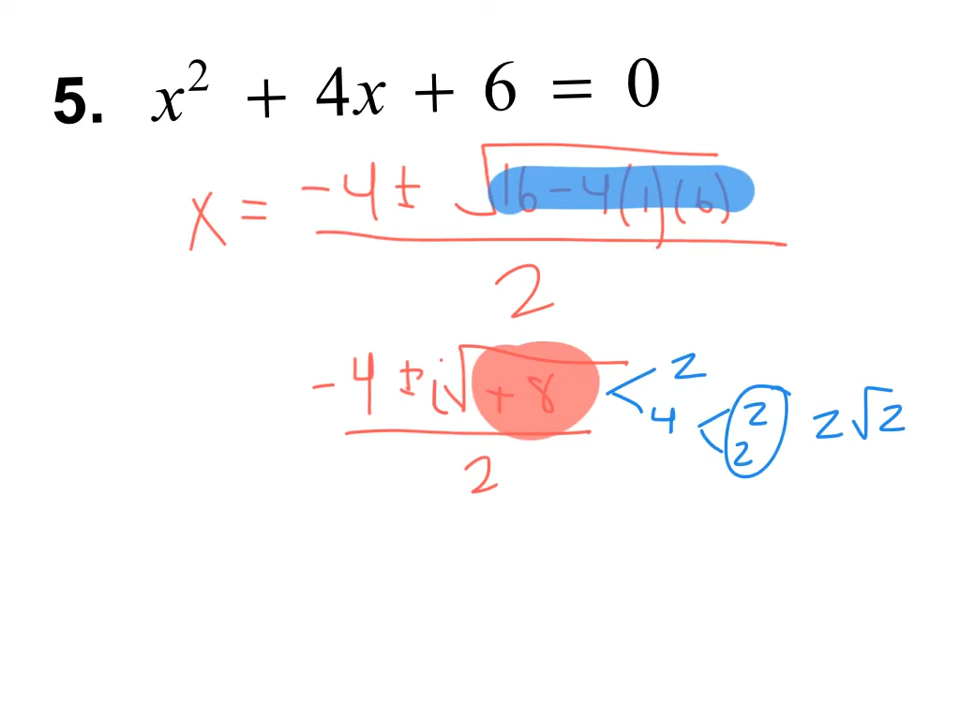 5. x² + 4x + 6 = 0
x = -4 ± √16 - 4(1)(6)
2
-4 ± i√+8 < 2
4 < 2 2 2√2
2